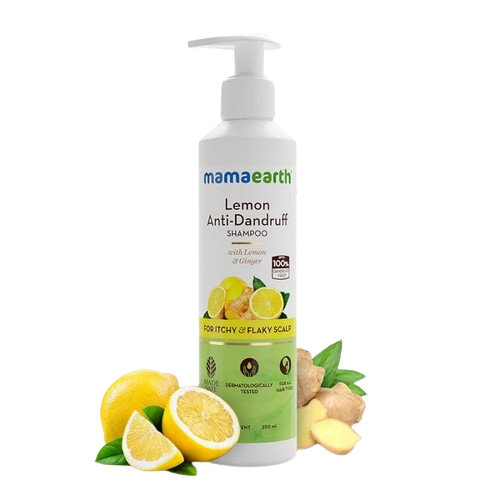 mamaearth
Lemon
Anti-Dandruff
SHAMPOO
with Lemon
& Ginger
100%
FOR ITCHY & FLAKY SCALP
MADE
SAFE
DERMATOLOGICALLY
TESTED
FOR ALL
HAIR TYPES
250 ml